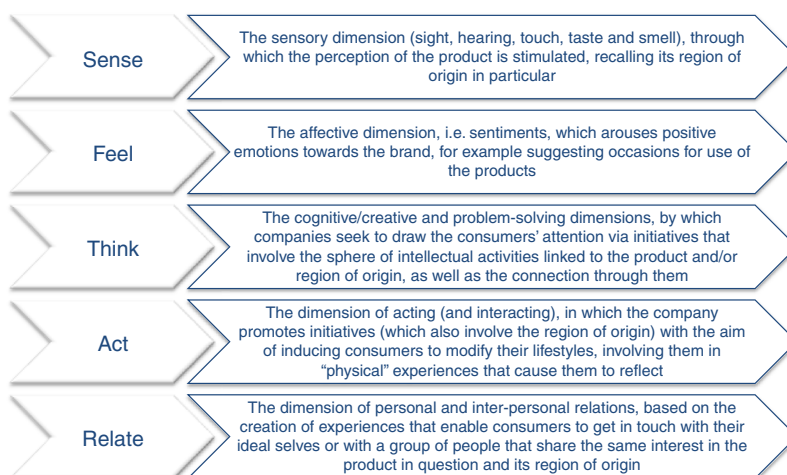 Sense
The sensory dimension (sight, hearing, touch, taste and smell), through
which the perception of the product is stimulated, recalling its region of
origin in particular
Feel
The affective dimension, i.e. sentiments, which arouses positive
emotions towards the brand, for example suggesting occasions for use of
the products
Think
The cognitive/creative and problem-solving dimensions, by which
companies seek to draw the consumers' attention via initiatives that
involve the sphere of intellectual activities linked to the product and/or
region of origin, as well as the connection through them
Act
The dimension of acting (and interacting), in which the company
promotes initiatives (which also involve the region of origin) with the aim
of inducing consumers to modify their lifestyles, involving them in
“physical” experiences that cause them to reflect
Relate
The dimension of personal and inter-personal relations, based on the
creation of experiences that enable consumers to get in touch with their
ideal selves or with a group of people that share the same interest in the
product in question and its region of origin